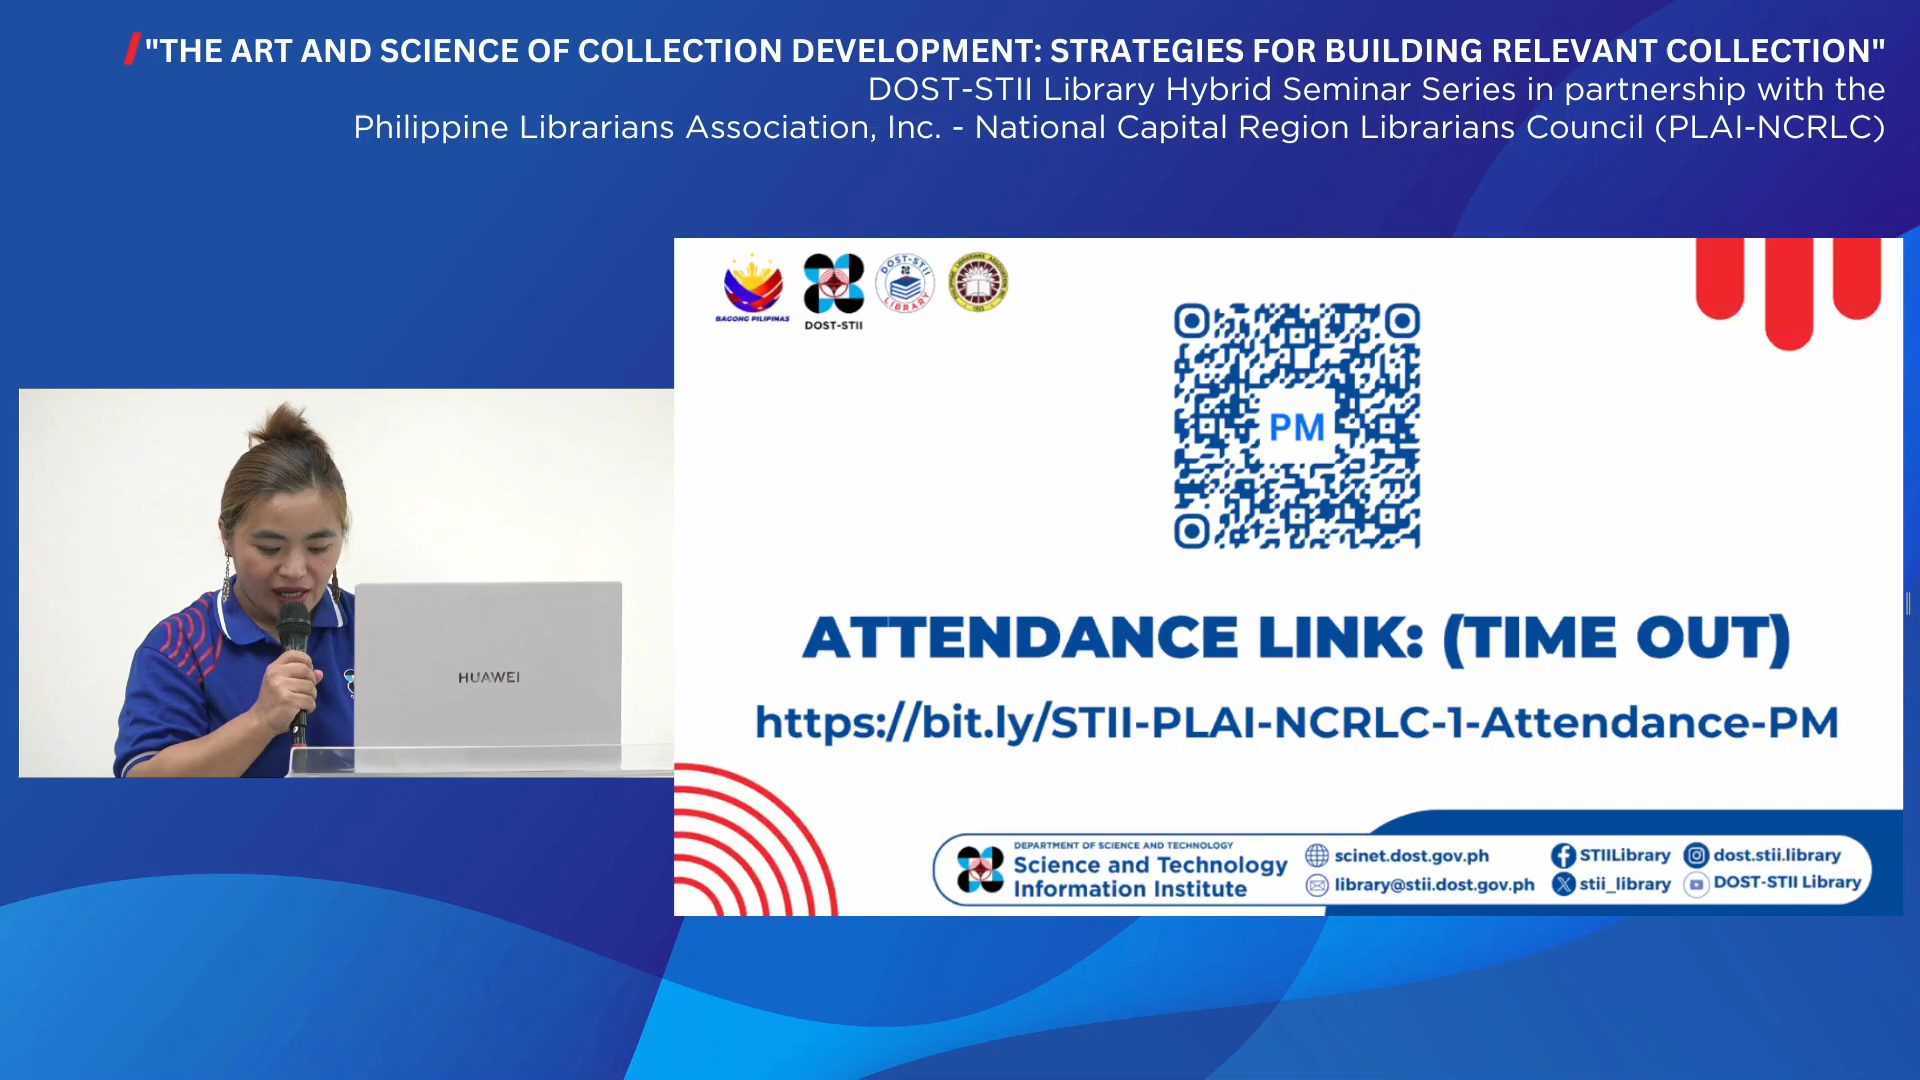 "THE ART AND SCIENCE OF COLLECTION DEVELOPMENT: STRATEGIES FOR BUILDING RELEVANT COLLECTION"
DOST-STII Library Hybrid Seminar Series in partnership with the
Philippine Librarians Association, Inc. - National Capital Region Librarians Council (PLAI-NCRLC)
BAGONG PILIPINAS
DOST-STII
DOST-STII
LIBRARY
PM
HUAWEI
ATTENDANCE LINK: (TIME OUT)
https://bit.ly/STII-PLAI-NCRLC-1-Attendance-PM
DEPARTMENT OF SCIENCE AND TECHNOLOGY
Science and Technology
Information Institute
scinet.dost.gov.ph
library@stii.dost.gov.ph
STIILibrary
stii_library
dost.stii.library
DOST-STII Library